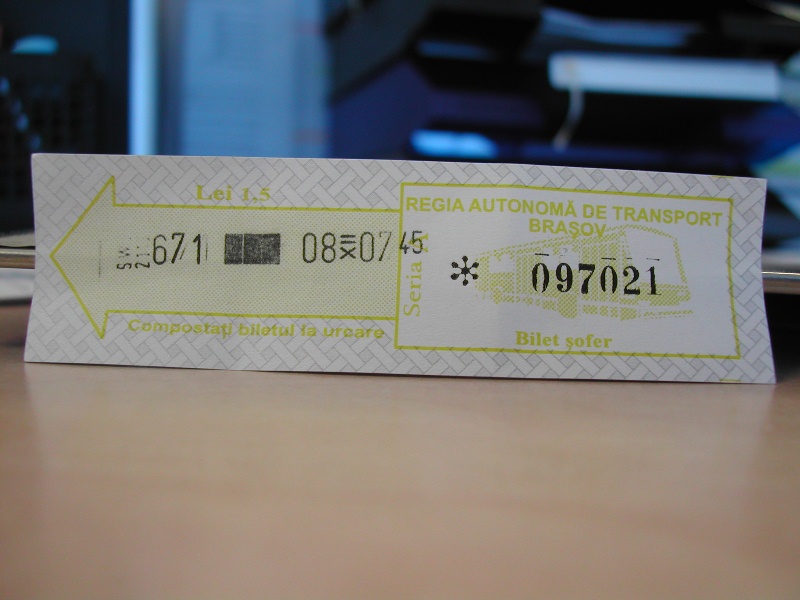 Lei 1,5
671 08 XII 07 45
Compostați biletul la urcare
Seria A
REGIA AUTONOMĂ DE TRANSPORT
BRAȘOV
* 097021
Bilet șofer